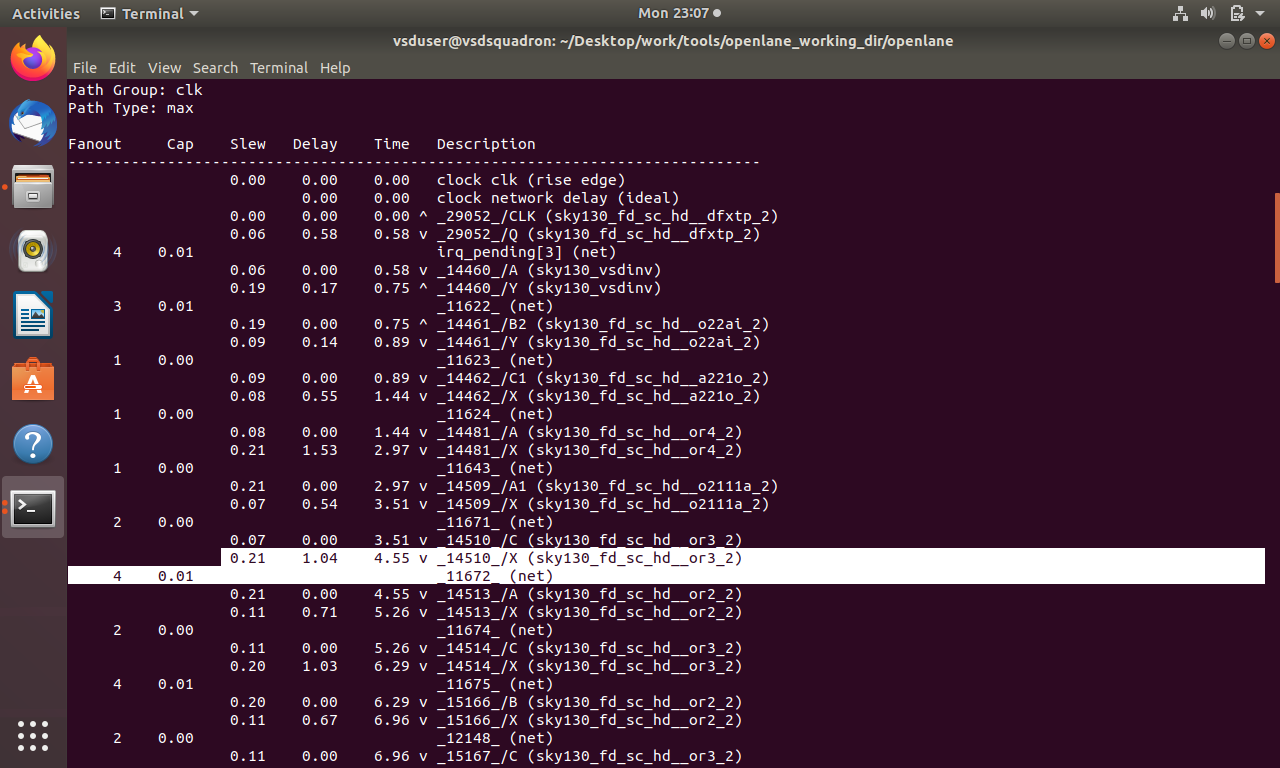 Activities Terminal Mon 23:07
vsduser@vsdsquadron: ~/Desktop/work/tools/openlane_working_dir/openlane
File Edit View Search Terminal Help
Path Group: clk
Path Type: max
Fanout Cap Slew Delay Time Description
-----------------------------------------------------------------------------
0.00 0.00 0.00 clock clk (rise edge)
0.00 0.00 clock network delay (ideal)
0.00 0.00 0.00 ^ _29052_/CLK (sky130_fd_sc_hd__dfxtp_2)
0.06 0.58 0.58 v _29052_/Q (sky130_fd_sc_hd__dfxtp_2)
4 0.01 irq_pending[3] (net)
0.06 0.00 0.58 v _14460_/A (sky130_vsdinv)
0.19 0.17 0.75 ^ _14460_/Y (sky130_vsdinv)
3 0.01 _11622_ (net)
0.19 0.00 0.75 ^ _14461_/B2 (sky130_fd_sc_hd__o22ai_2)
0.09 0.14 0.89 v _14461_/Y (sky130_fd_sc_hd__o22ai_2)
1 0.00 _11623_ (net)
0.09 0.00 0.89 v _14462_/C1 (sky130_fd_sc_hd__a221o_2)
0.08 0.55 1.44 v _14462_/X (sky130_fd_sc_hd__a221o_2)
1 0.00 _11624_ (net)
0.08 0.00 1.44 v _14481_/A (sky130_fd_sc_hd__or4_2)
0.21 1.53 2.97 v _14481_/X (sky130_fd_sc_hd__or4_2)
1 0.00 _11643_ (net)
0.21 0.00 2.97 v _14509_/A1 (sky130_fd_sc_hd__o2111a_2)
0.07 0.54 3.51 v _14509_/X (sky130_fd_sc_hd__o2111a_2)
2 0.00 _11671_ (net)
0.07 0.00 3.51 v _14510_/C (sky130_fd_sc_hd__or3_2)
0.21 1.04 4.55 v _14510_/X (sky130_fd_sc_hd__or3_2)
4 0.01 _11672_ (net)
0.21 0.00 4.55 v _14513_/A (sky130_fd_sc_hd__or2_2)
0.11 0.71 5.26 v _14513_/X (sky130_fd_sc_hd__or2_2)
2 0.00 _11674_ (net)
0.11 0.00 5.26 v _14514_/C (sky130_fd_sc_hd__or3_2)
0.20 1.03 6.29 v _14514_/X (sky130_fd_sc_hd__or3_2)
4 0.01 _11675_ (net)
0.20 0.00 6.29 v _15166_/B (sky130_fd_sc_hd__or2_2)
0.11 0.67 6.96 v _15166_/X (sky130_fd_sc_hd__or2_2)
2 0.00 _12148_ (net)
0.11 0.00 6.96 v _15167_/C (sky130_fd_sc_hd__or3_2)